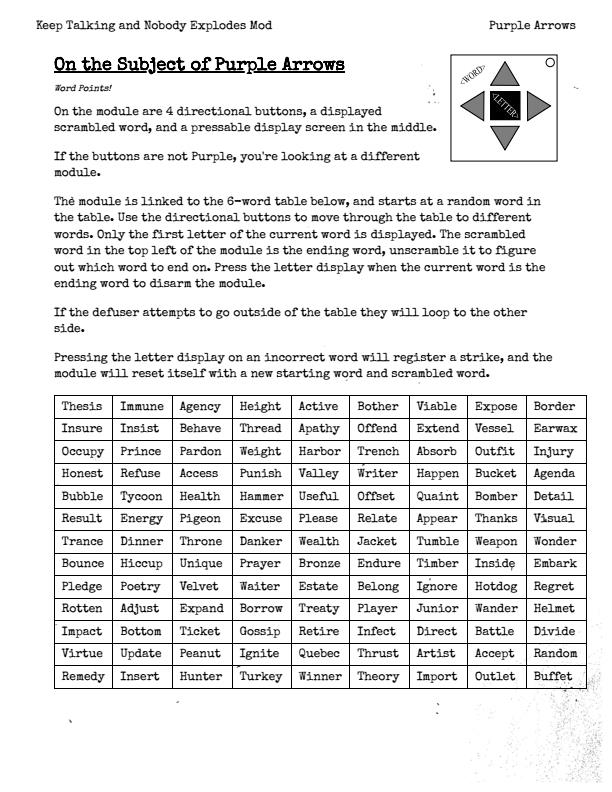 Keep Talking and Nobody Explodes Mod Purple Arrows
On the Subject of Purple Arrows
Word Points!
<WORD>
<LETTER>
On the module are 4 directional buttons, a displayed
scrambled word, and a pressable display screen in the middle.
If the buttons are not Purple, you're looking at a different
module.
The module is linked to the 6-word table below, and starts at a random word in
the table. Use the directional buttons to move through the table to different
words. Only the first letter of the current word is displayed. The scrambled
word in the top left of the module is the ending word, unscramble it to figure
out which word to end on. Press the letter display when the current word is the
ending word to disarm the module.
If the defuser attempts to go outside of the table they will loop to the other
side.
Pressing the letter display on an incorrect word will register a strike, and the
module will reset itself with a new starting word and scrambled word.
Thesis Immune Agency Height Active Bother Viable Expose Border
Insure Insist Behave Thread Apathy Offend Extend Vessel Earwax
Occupy Prince Pardon Weight Harbor Trench Absorb Outfit Injury
Honest Refuse Access Punish Valley Writer Happen Bucket Agenda
Bubble Tycoon Health Hammer Useful Offset Quaint Bomber Detail
Result Energy Pigeon Excuse Please Relate Appear Thanks Visual
Trance Dinner Throne Danker Wealth Jacket Tumble Weapon Wonder
Bounce Hiccup Unique Prayer Bronze Endure Timber Inside Embark
Pledge Poetry Velvet Waiter Estate Belong Ignore Hotdog Regret
Rotten Adjust Expand Borrow Treaty Player Junior Wander Helmet
Impact Bottom Ticket Gossip Retire Infect Direct Battle Divide
Virtue Update Peanut Ignite Quebec Thrust Artist Accept Random
Remedy Insert Hunter Turkey Winner Theory Import Outlet Buffet